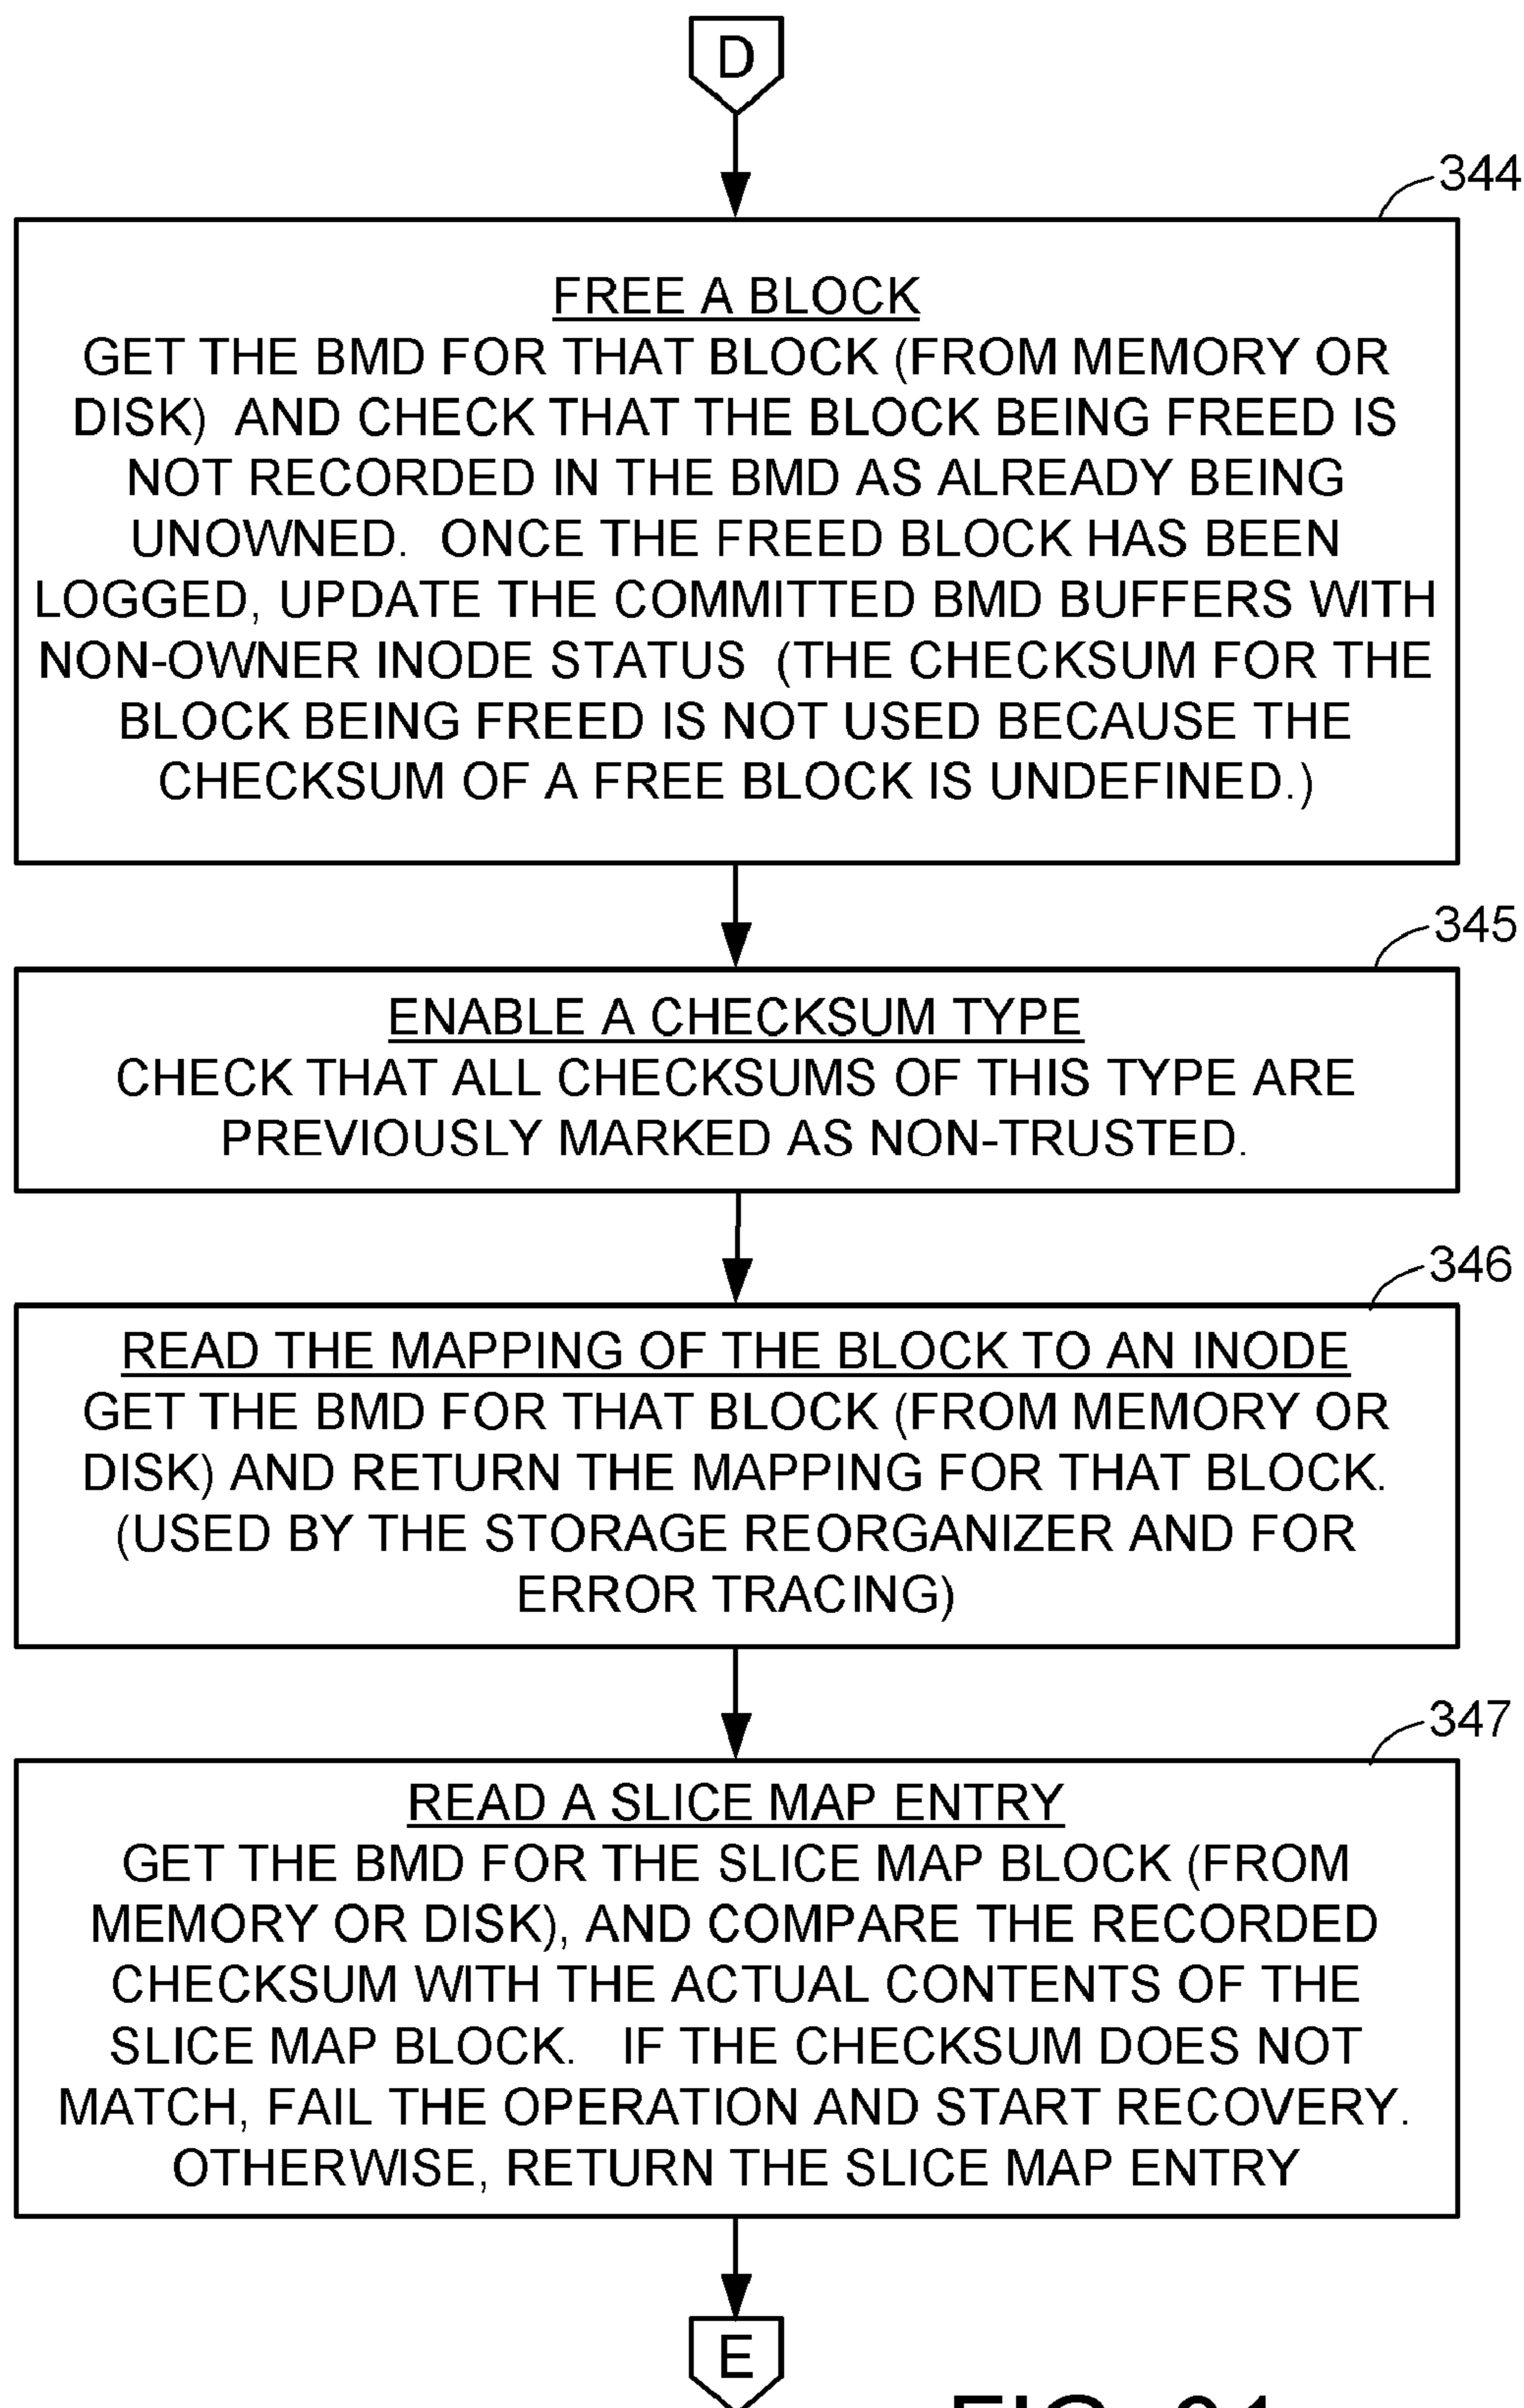 D
344
FREE A BLOCK
GET THE BMD FOR THAT BLOCK (FROM MEMORY OR
DISK)  AND CHECK THAT THE BLOCK BEING FREED IS
NOT RECORDED IN THE BMD AS ALREADY BEING
UNOWNED.  ONCE THE FREED BLOCK HAS BEEN
LOGGED, UPDATE THE COMMITTED BMD BUFFERS WITH
NON-OWNER INODE STATUS  (THE CHECKSUM FOR THE
BLOCK BEING FREED IS NOT USED BECAUSE THE
CHECKSUM OF A FREE BLOCK IS UNDEFINED.)
345
ENABLE A CHECKSUM TYPE
CHECK THAT ALL CHECKSUMS OF THIS TYPE ARE
PREVIOUSLY MARKED AS NON-TRUSTED.
346
READ THE MAPPING OF THE BLOCK TO AN INODE
GET THE BMD FOR THAT BLOCK (FROM MEMORY OR
DISK) AND RETURN THE MAPPING FOR THAT BLOCK.
(USED BY THE STORAGE REORGANIZER AND FOR
ERROR TRACING)
347
READ A SLICE MAP ENTRY
GET THE BMD FOR THE SLICE MAP BLOCK (FROM
MEMORY OR DISK), AND COMPARE THE RECORDED
CHECKSUM WITH THE ACTUAL CONTENTS OF THE
SLICE MAP BLOCK.   IF THE CHECKSUM DOES NOT
MATCH, FAIL THE OPERATION AND START RECOVERY.
OTHERWISE, RETURN THE SLICE MAP ENTRY
E